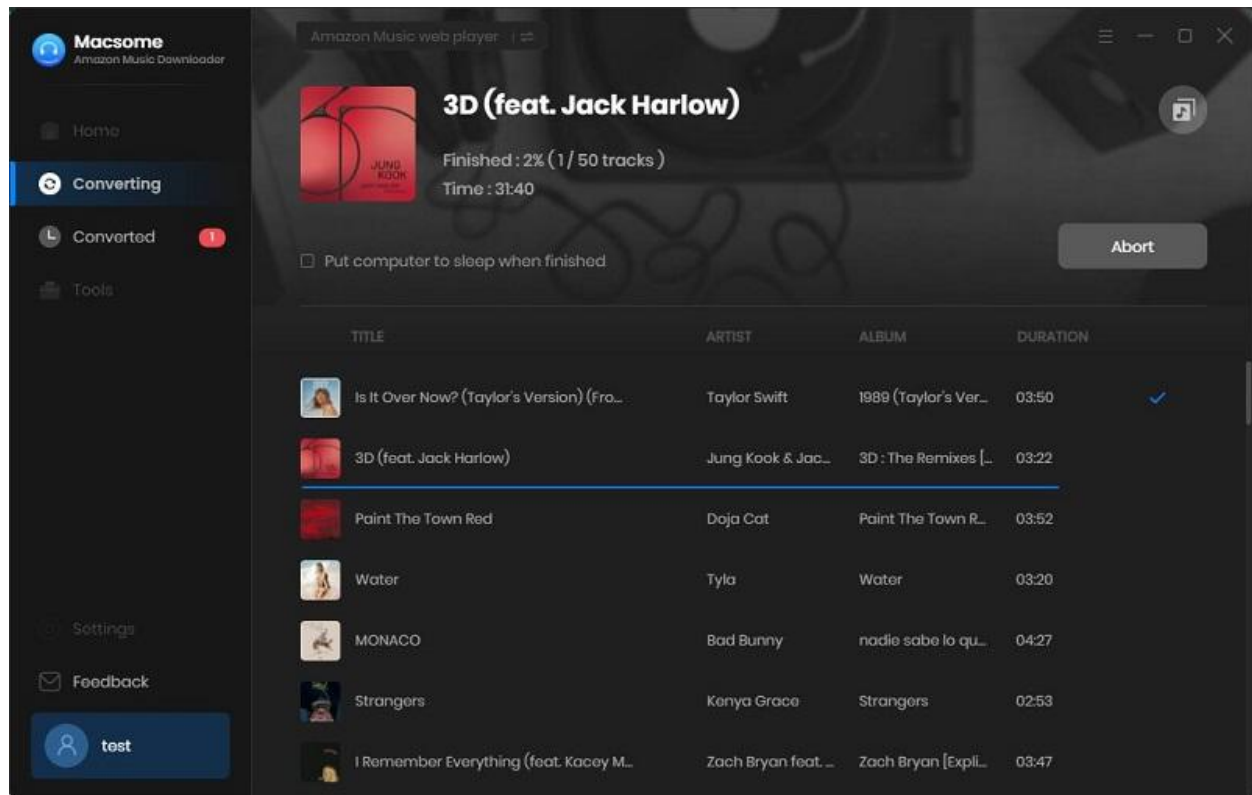 Macsome
Amazon Music Downloader
Home
Converting
Converted 1
Tools
Settings
Feedback
test
Amazon Music web player
3D (feat. Jack Harlow)
JUNG
KOOK
Finished : 2% ( 1 / 50 tracks )
Time : 31:40
Put computer to sleep when finished
Abort
TITLE ARTIST ALBUM DURATION
Is It Over Now? (Taylor's Version) (Fro... Taylor Swift 1989 (Taylor's Ver... 03:50
3D (feat. Jack Harlow) Jung Kook & Jac... 3D : The Remixes [... 03:22
Paint The Town Red Doja Cat Paint The Town R... 03:52
Water Tyla Water 03:20
MONACO Bad Bunny nadie sabe lo qu... 04:27
Strangers Kenya Grace Strangers 02:53
I Remember Everything (feat. Kacey M... Zach Bryan feat. ... Zach Bryan [Expli... 03:47